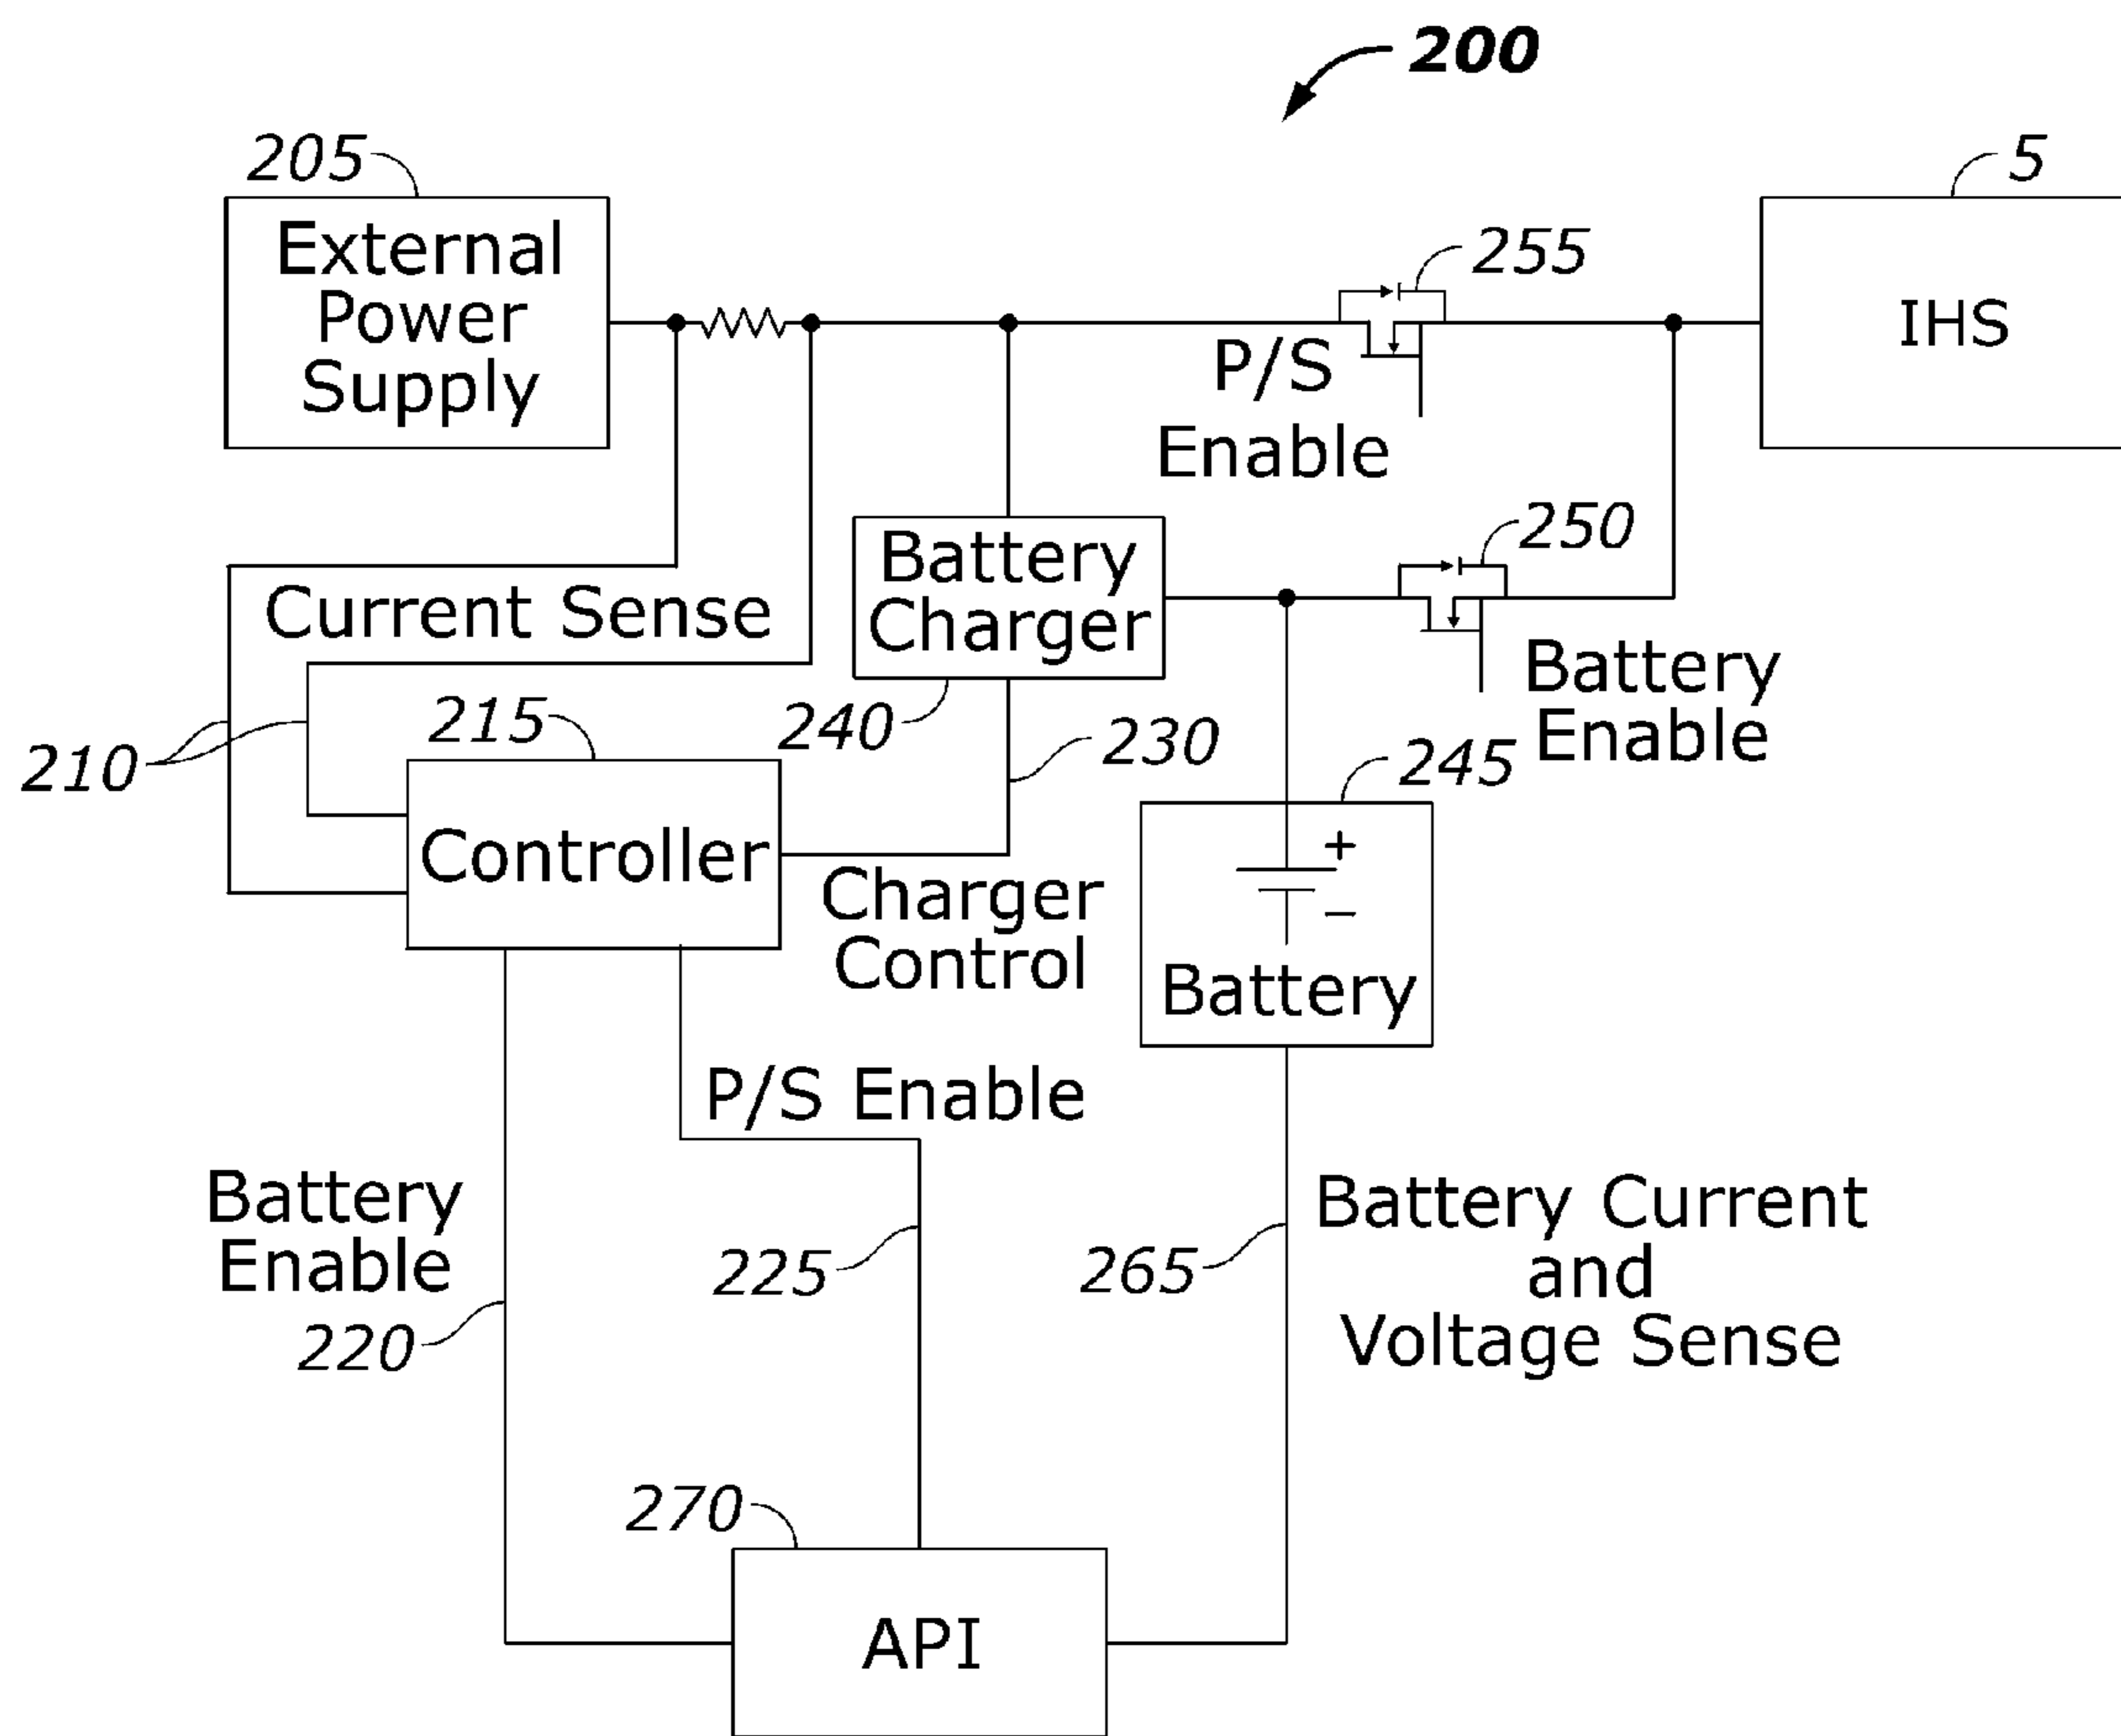 200
205
5
External
Power
Supply
255
IHS
P/S
Enable
250
Battery
Charger
Current Sense
Battery
Enable
240
215
230
245
210
Controller
+
−
Charger
Control
Battery
P/S Enable
Battery
Enable
220
225
265
Battery Current
and
Voltage Sense
270
API